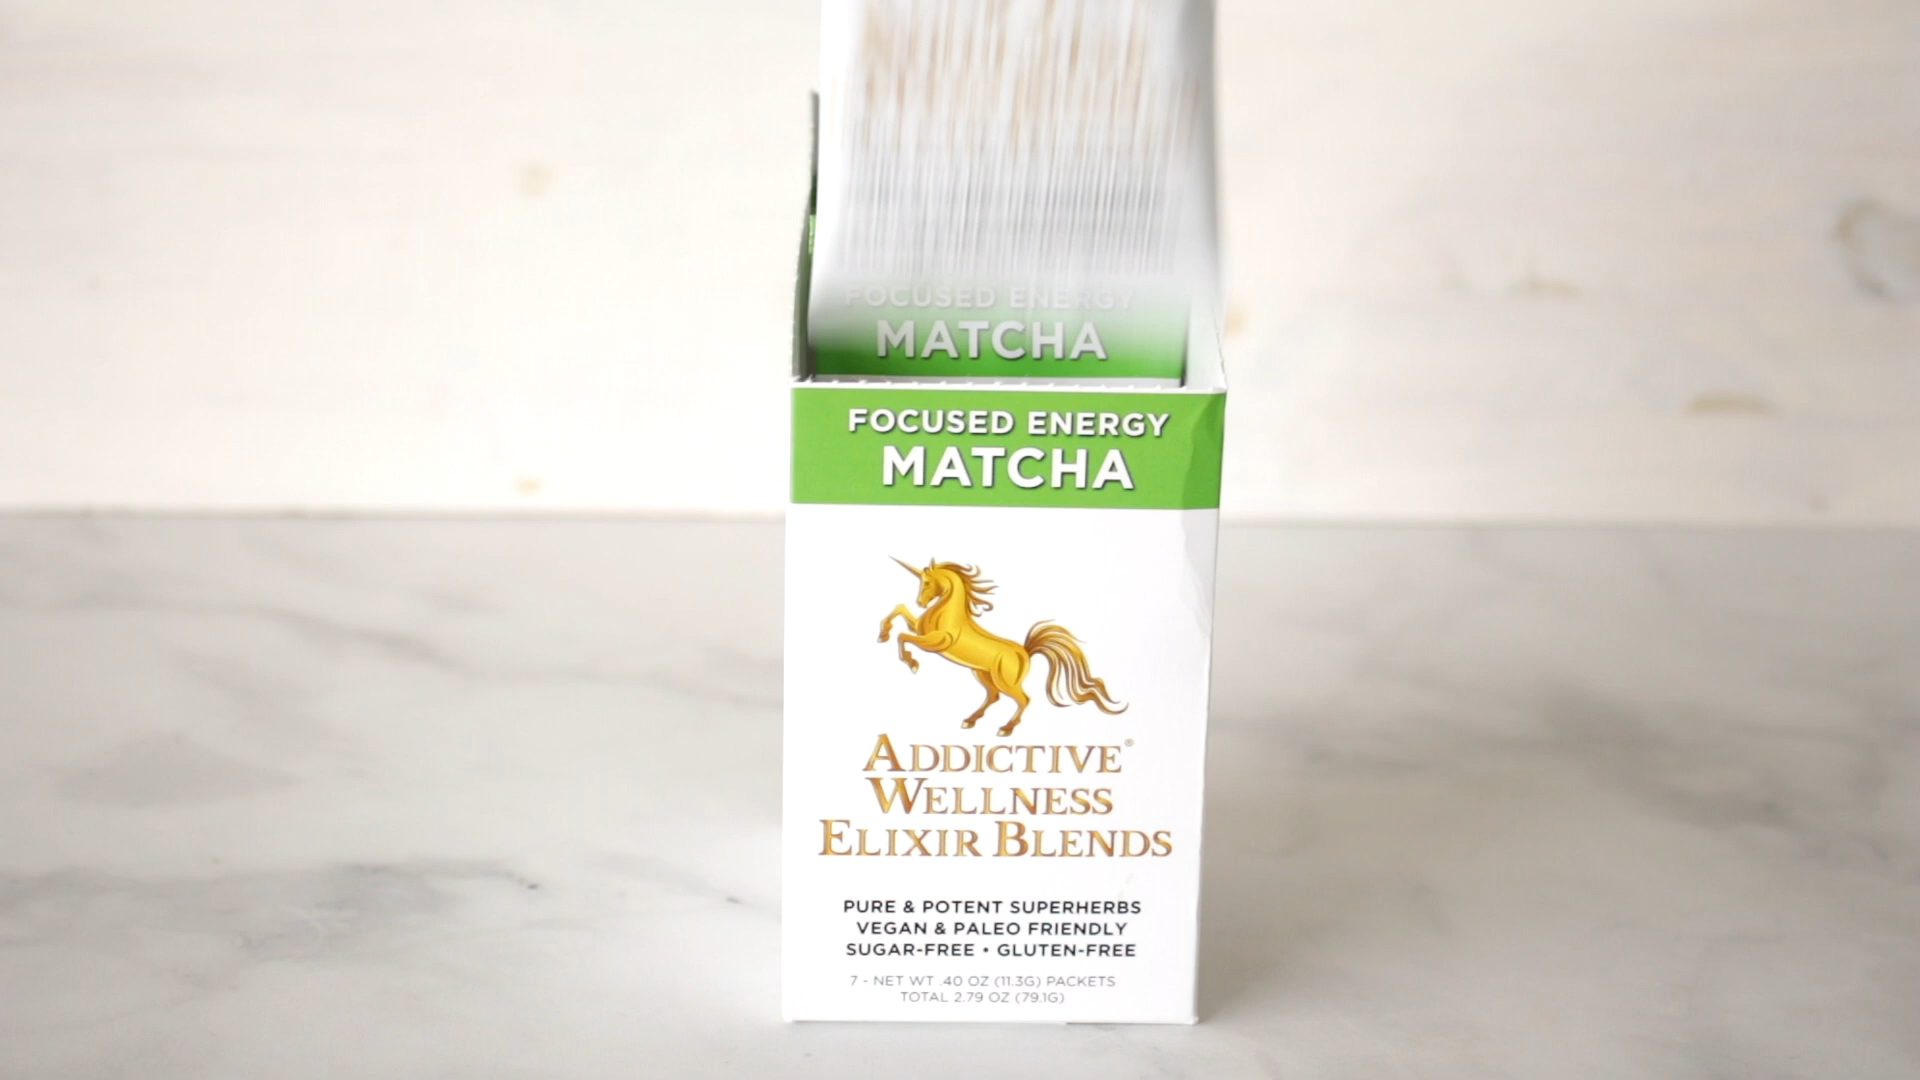 FOCUSED ENERGY
MATCHA
FOCUSED ENERGY
MATCHA
ADDICTIVE®
WELLNESS
ELIXIR BLENDS
PURE & POTENT SUPERHERBS
VEGAN & PALEO FRIENDLY
SUGAR-FREE • GLUTEN-FREE
7 - NET WT .40 OZ (11.3G) PACKETS
TOTAL 2.79 OZ (79.1G)